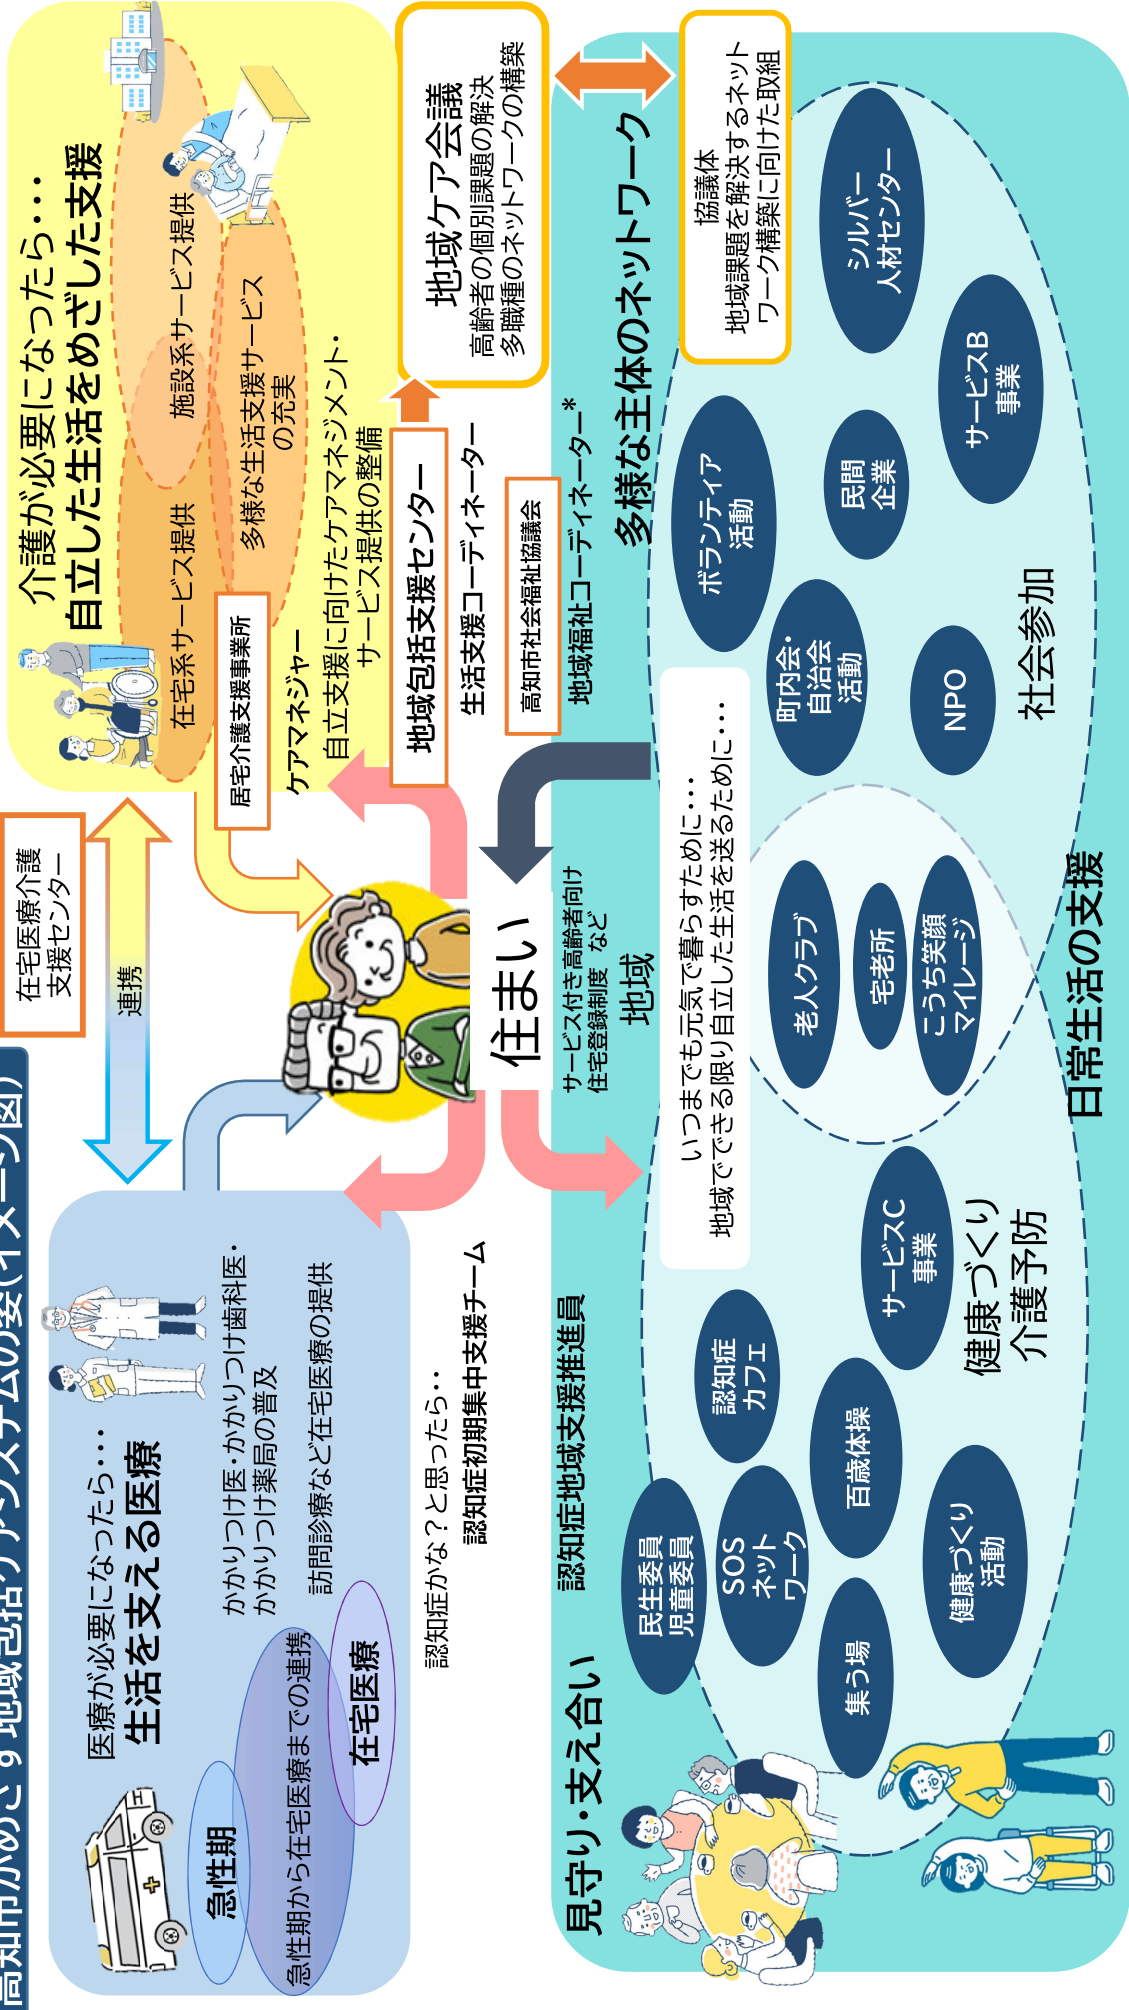 高知市がめざす地域包括ケアシステムの姿(イメージ図)
在宅医療介護
支援センター
連携
医療が必要になったら・・・
生活を支える医療
かかりつけ医・かかりつけ歯科医・
かかりつけ薬局の普及
訪問診療など在宅医療の提供
急性期
急性期から在宅医療までの連携
在宅医療
認知症かな？と思ったら・・
認知症初期集中支援チーム
介護が必要になったら・・・
自立した生活をめざした支援
在宅系サービス提供
施設系サービス提供
多様な生活支援サービス
の充実
居宅介護支援事業所
ケアマネジャー
自立支援に向けたケアマネジメント・
サービス提供の整備
地域包括支援センター
生活支援コーディネーター
地域ケア会議
高齢者の個別課題の解決
多職種のネットワークの構築
高知市社会福祉協議会
地域福祉コーディネーター*
住まい
サービス付き高齢者向け
住宅登録制度　など
地域
見守り・支え合い
認知症地域支援推進員
多様な主体のネットワーク
協議体
地域課題を解決するネット
ワーク構築に向けた取組
いつまでも元気で暮らすために・・・
地域でできる限り自立した生活を送るために・・・
民生委員
児童委員
SOS
ネット
ワーク
認知症
カフェ
集う場
百歳体操
サービスC
事業
健康づくり
活動
健康づくり
介護予防
老人クラブ
宅老所
こうち笑顔
マイレージ
ボランティア
活動
町内会・
自治会
活動
民間
企業
シルバー
人材センター
サービスB
事業
NPO
社会参加
日常生活の支援